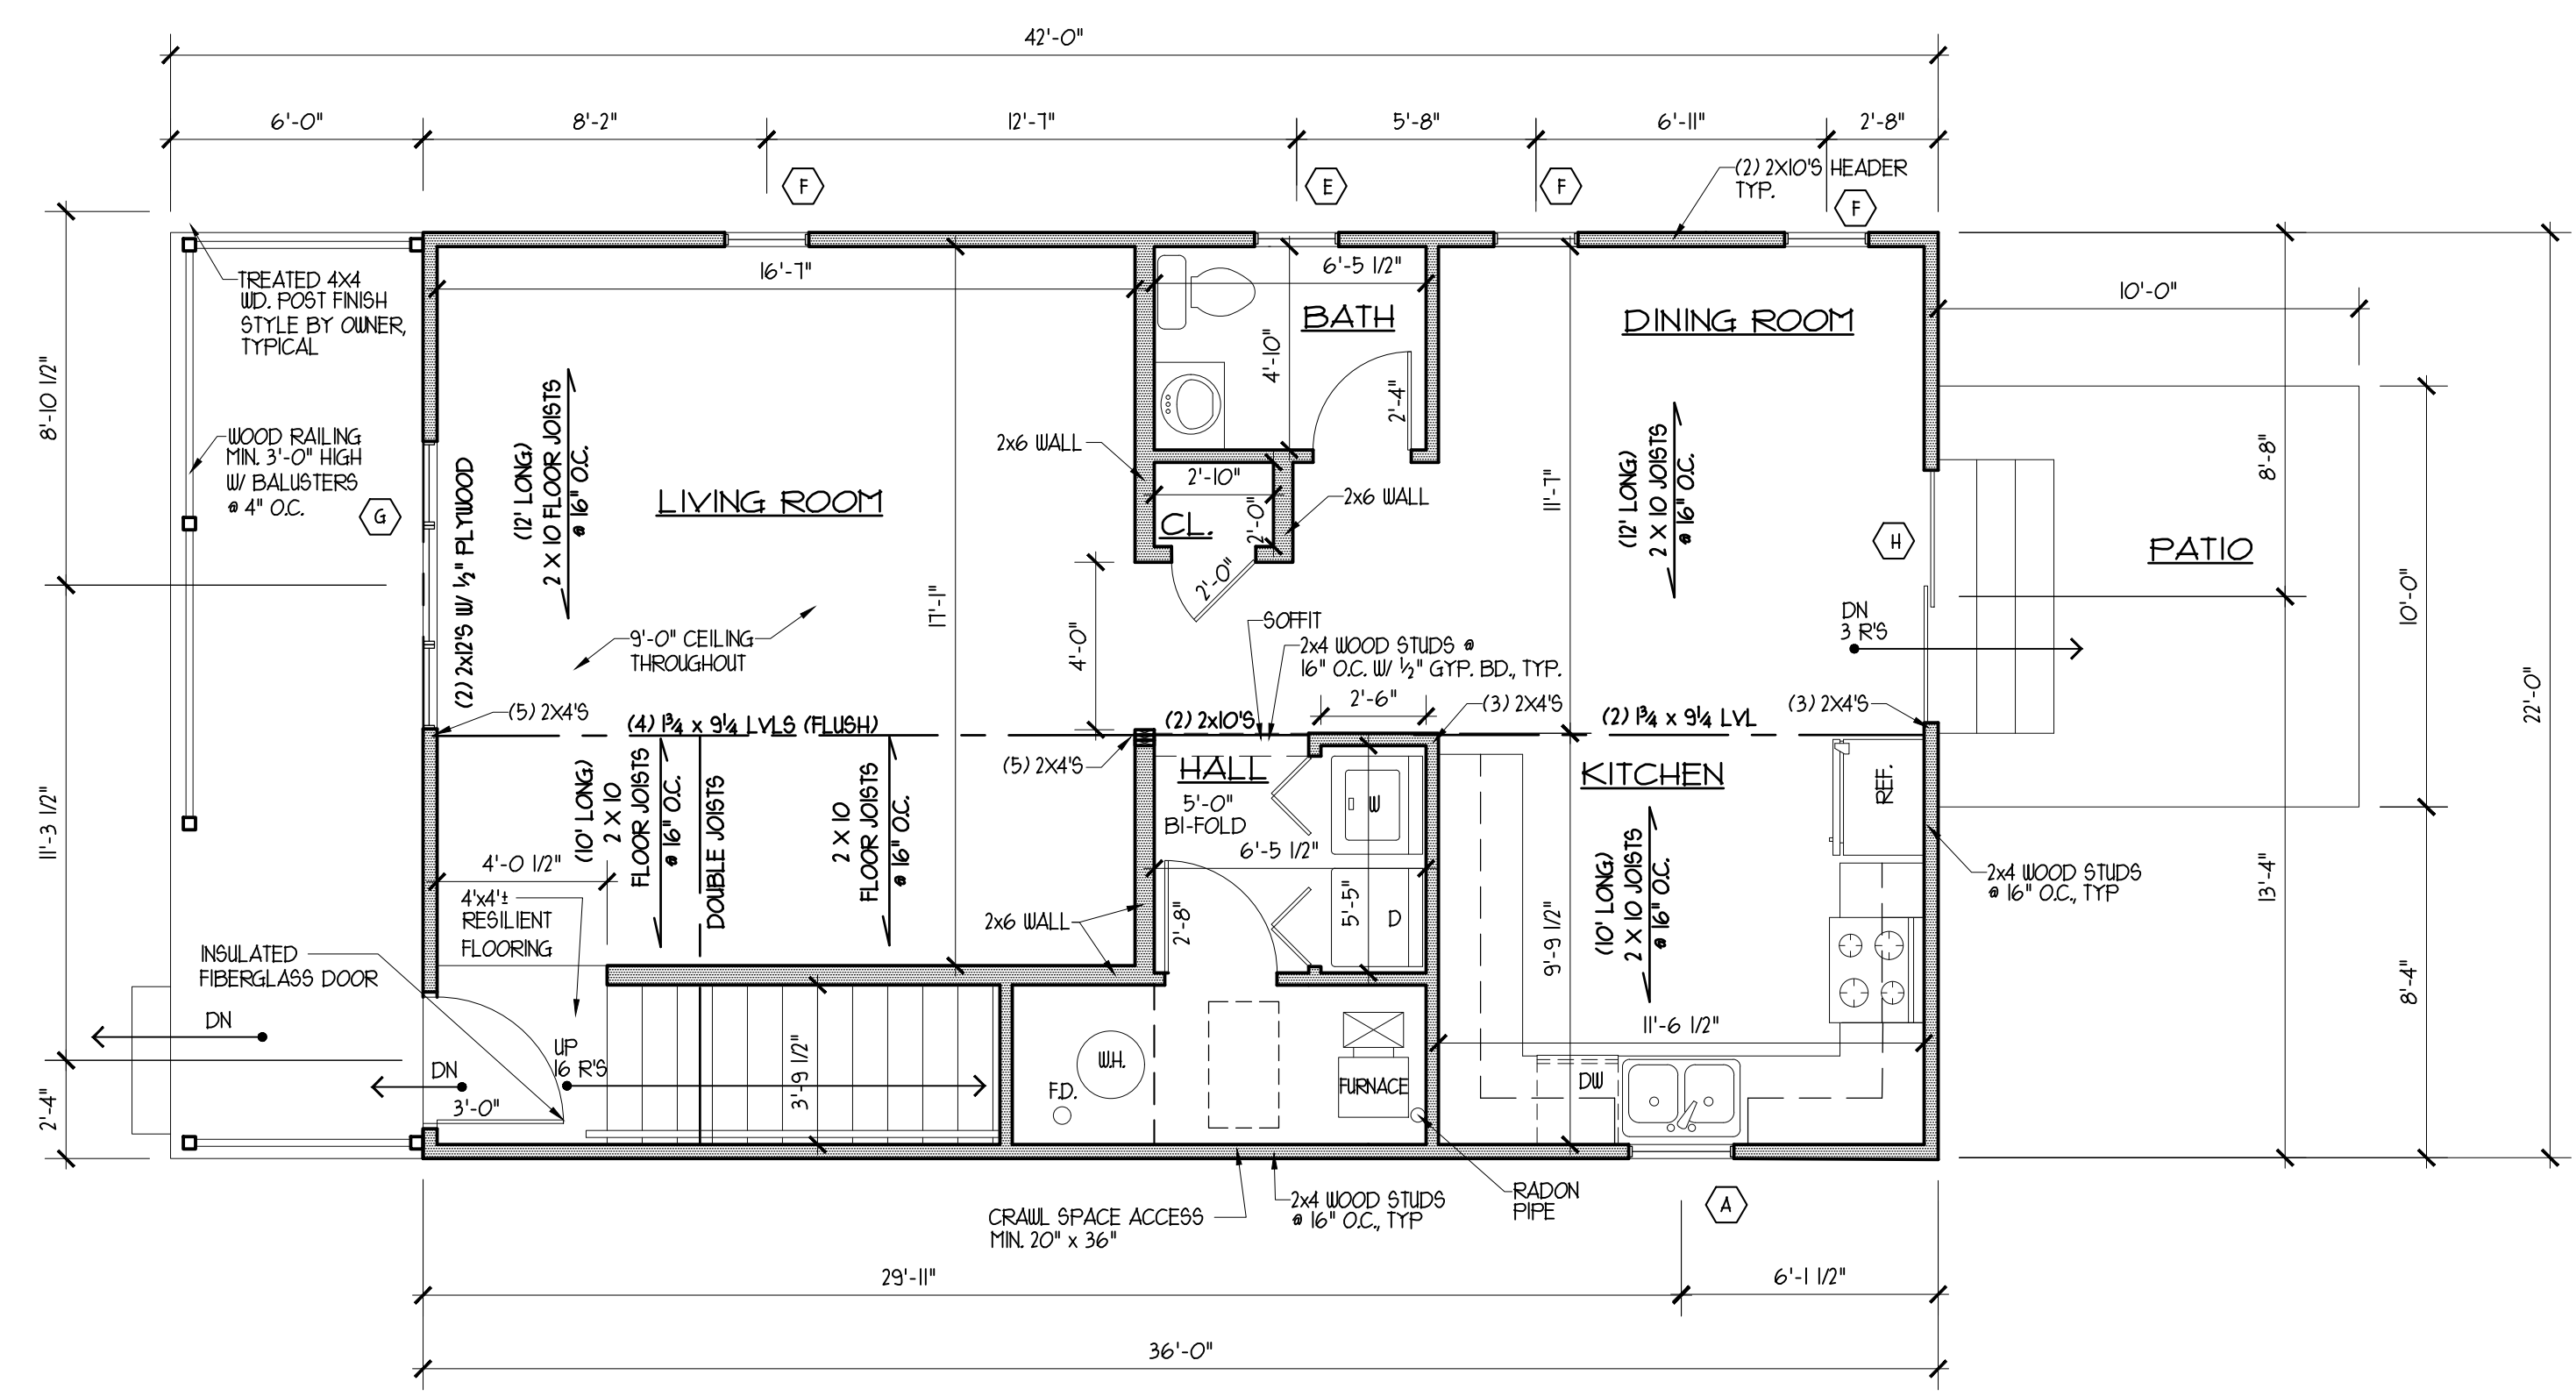 42'-0"
6'-0"
8'-2"
12'-7"
5'-8"
6'-11"
2'-8"
F
E
F
F
(2) 2X10'S HEADER
TYP.
TREATED 4X4
WD. POST FINISH
STYLE BY OWNER,
TYPICAL
16'-7"
6'-5 1/2"
BATH
DINING ROOM
10'-0"
8'-10 1/2"
4'-10"
2'-4"
WOOD RAILING
MIN. 3'-0" HIGH
W/ BALUSTERS
@ 4" O.C.
G
(2) 2x12'S W/ ½" PLYWOOD
(12' LONG)
2 X 10 FLOOR JOISTS
@ 16" O.C.
LIVING ROOM
2x6 WALL
2'-10"
CL.
2'-0"
2'-0"
2x6 WALL
11'-7"
(12' LONG)
2 X 10 JOISTS
@ 16" O.C.
H
8'-8"
PATIO
10'-0"
22'-0"
17'-1"
9'-0" CEILING
THROUGHOUT
4'-0"
SOFFIT
2x4 WOOD STUDS @
16" O.C. W/ ½" GYP. BD., TYP.
DN
3 R'S
2'-6"
(5) 2X4'S
(4) 1¾ x 9¼ LVLS (FLUSH)
(2) 2x10'S
(3) 2X4'S
(2) 1¾ x 9¼ LVL
(3) 2X4'S
(5) 2X4'S
HALL
5'-0"
BI-FOLD
W
KITCHEN
REF.
11'-3 1/2"
(10' LONG)
2 X 10
FLOOR JOISTS
@ 16" O.C.
DOUBLE JOISTS
2 X 10
FLOOR JOISTS
@ 16" O.C.
4'-0 1/2"
4'x4'±
RESILIENT
FLOORING
6'-5 1/2"
2'-8"
5'-5"
D
2x6 WALL
9'-9 1/2"
(10' LONG)
2 X 10 JOISTS
@ 16" O.C.
2x4 WOOD STUDS
@ 16" O.C., TYP
13'-4"
8'-4"
INSULATED
FIBERGLASS DOOR
DN
UP
16 R'S
DN
3'-0"
2'-4"
3'-9 1/2"
W.H.
F.D.
FURNACE
11'-6 1/2"
DW
RADON
PIPE
A
CRAWL SPACE ACCESS
MIN. 20" x 36"
2x4 WOOD STUDS
@ 16" O.C., TYP
29'-11"
6'-1 1/2"
36'-0"